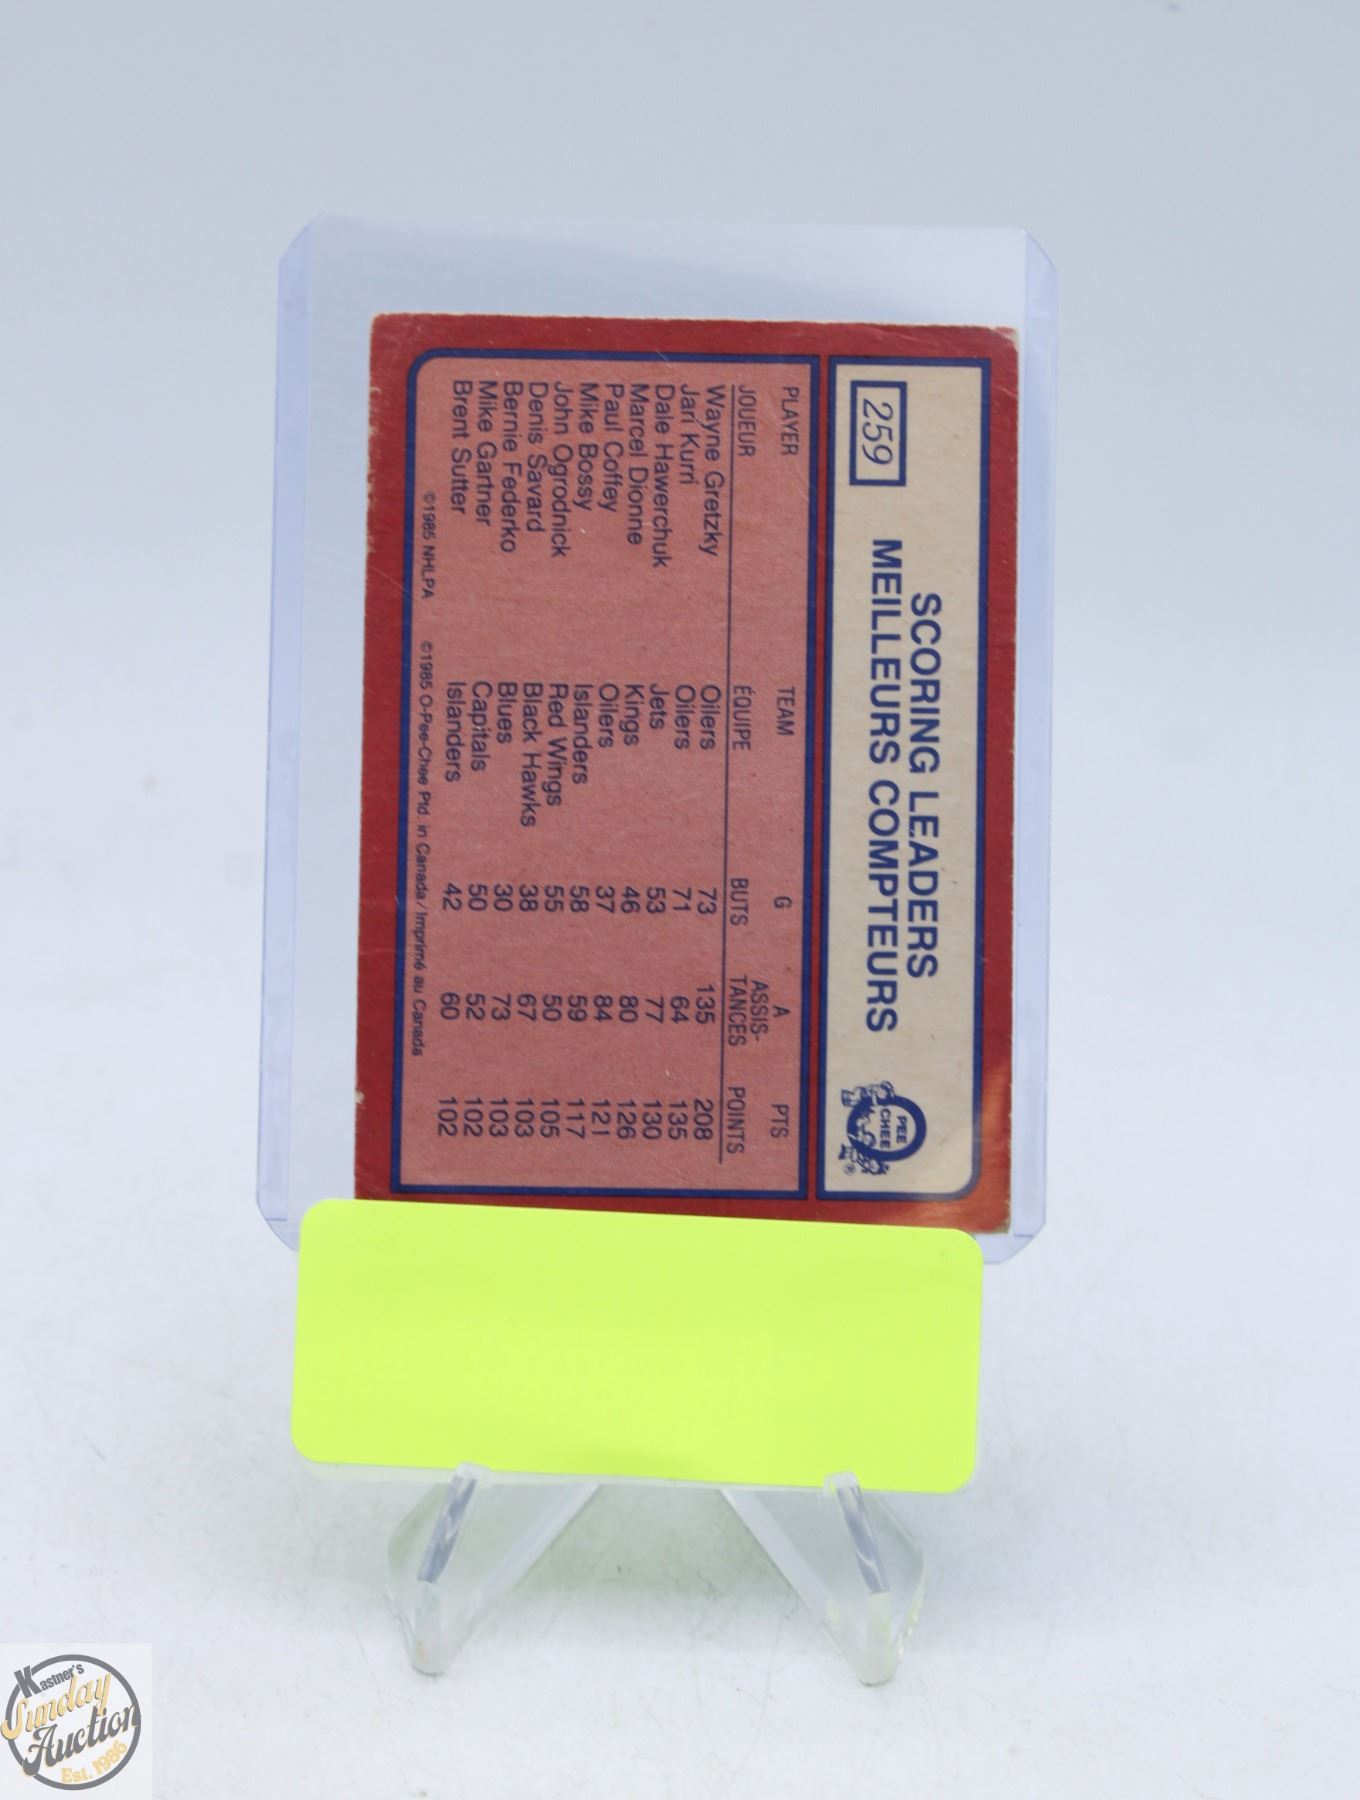 259
SCORING LEADERS
MEILLEURS COMPTEURS
O PEE CHEE ®
PLAYER TEAM G A PTS
JOUEUR ÉQUIPE BUTS ASSIS-TANCES POINTS
Wayne Gretzky Oilers 73 135 208
Jari Kurri Oilers 71 64 135
Dale Hawerchuk Jets 53 77 130
Marcel Dionne Kings 46 80 126
Paul Coffey Oilers 37 84 121
Mike Bossy Islanders 58 59 117
John Ogrodnick Red Wings 55 50 105
Denis Savard Black Hawks 38 67 103
Bernie Federko Blues 30 73 103
Mike Gartner Capitals 50 52 102
Brent Sutter Islanders 42 60 102
©1985 NHLPA ©1985 O-Pee-Chee Ptd. in Canada/Imprimé au Canada
Kastner's
Sunday
Auction
Est. 1986